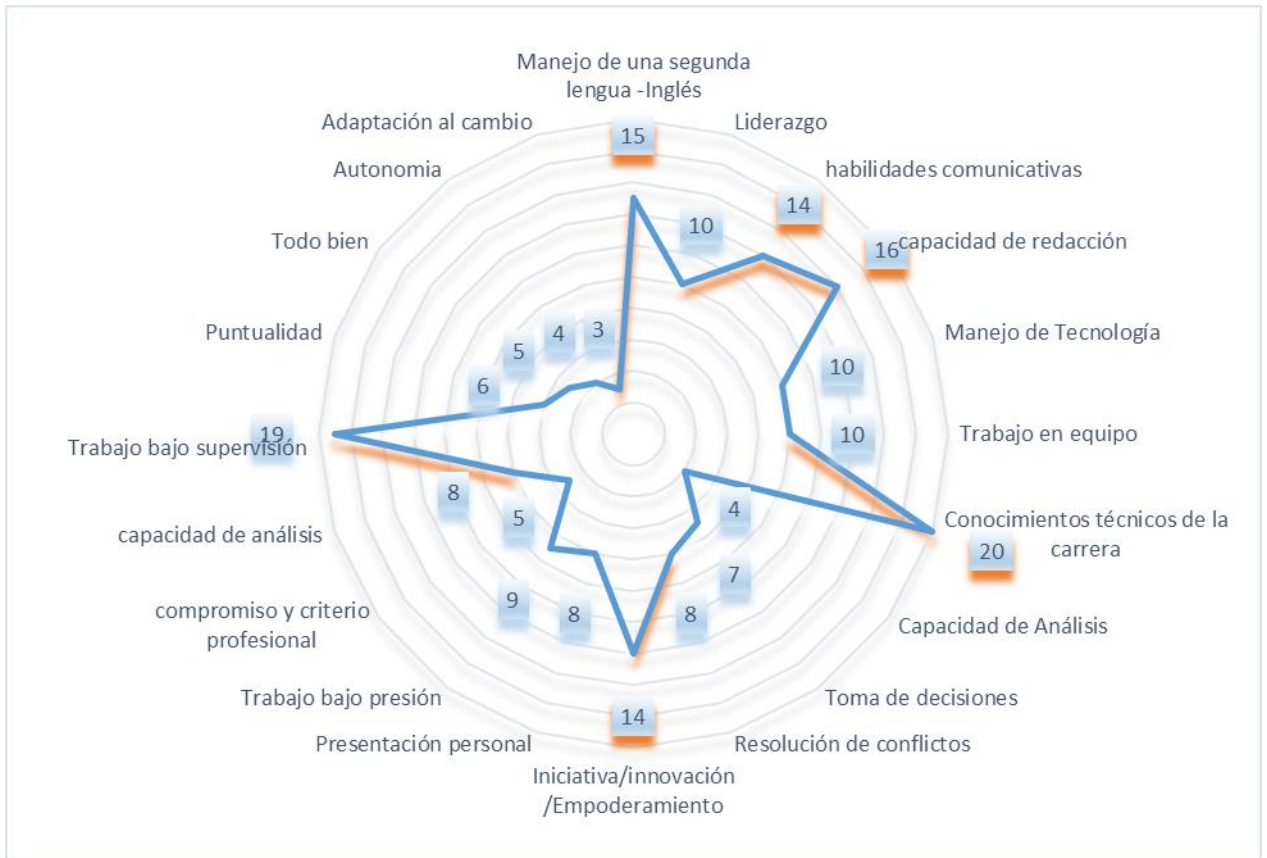 Manejo de una segunda
lengua -Inglés
15
Liderazgo
10
habilidades comunicativas
14
capacidad de redacción
16
Manejo de Tecnología
10
Trabajo en equipo
10
Conocimientos técnicos de la
carrera
20
Capacidad de Análisis
4
Toma de decisiones
7
Resolución de conflictos
8
Iniciativa/innovación
/Empoderamiento
14
Presentación personal
8
Trabajo bajo presión
9
compromiso y criterio
profesional
5
capacidad de análisis
8
Trabajo bajo supervisión
19
Puntualidad
6
Todo bien
5
Autonomia
4
Adaptación al cambio
3